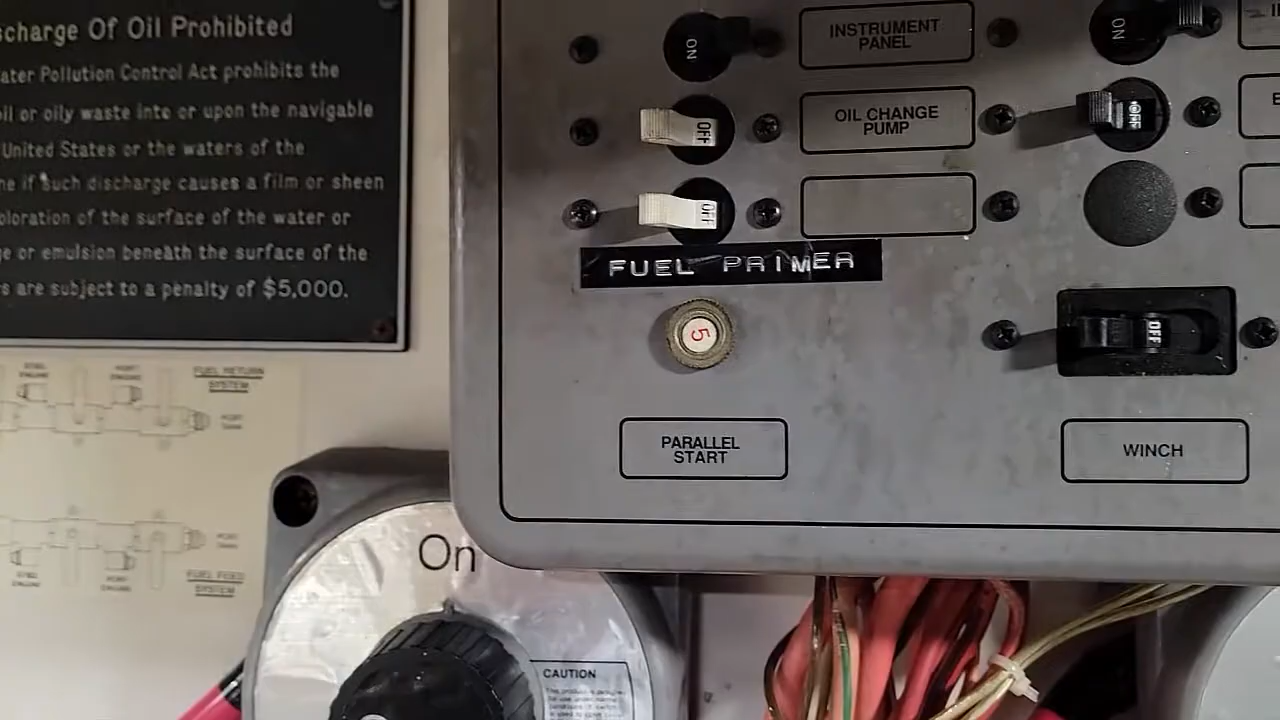 scharge Of Oil Prohibited
ater Pollution Control Act prohibits the
oil or oily waste into or upon the navigable
United States or the waters of the
ne if such discharge causes a film or sheen
oloration of the surface of the water or
ge or emulsion beneath the surface of the
rs are subject to a penalty of $5,000.
ON
INSTRUMENT
PANEL
ON
OFF
OIL CHANGE
PUMP
OFF
OFF
FUEL PRIMER
5
OFF
PARALLEL
START
WINCH
FUEL RETURN
SYSTEM
FUEL FEED
SYSTEM
On
CAUTION